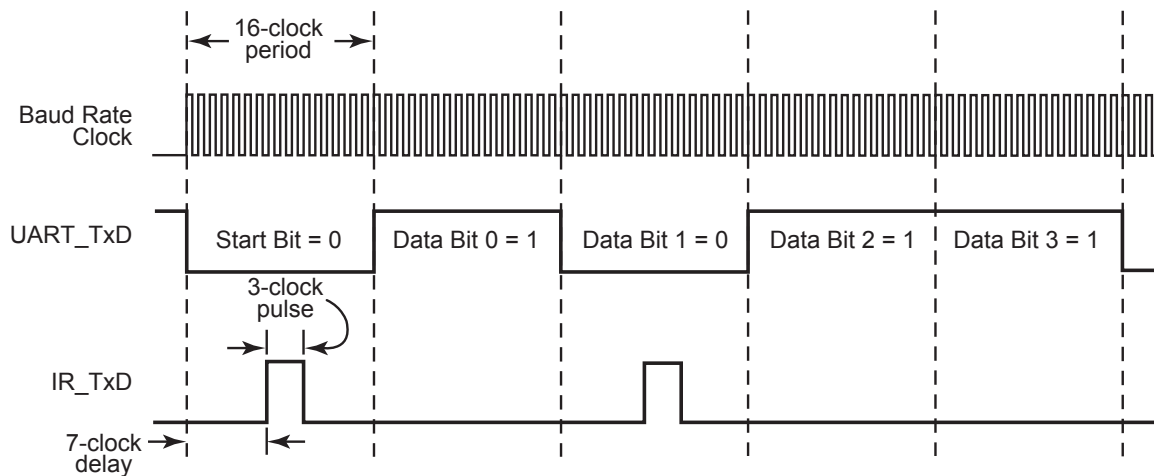 16-clock
period
Baud Rate
Clock
UART_TxD
Start Bit = 0
Data Bit 0 = 1
Data Bit 1 = 0
Data Bit 2 = 1
Data Bit 3 = 1
3-clock
pulse
IR_TxD
7-clock
delay